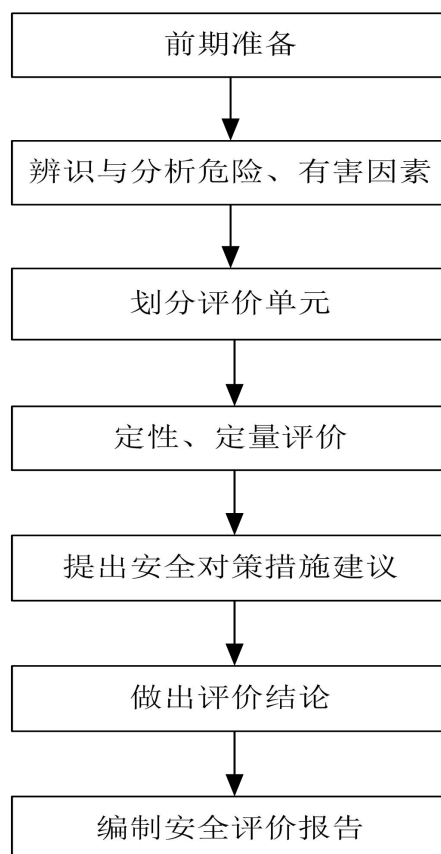 前期准备
辨识与分析危险、有害因素
划分评价单元
定性、定量评价
提出安全对策措施建议
做出评价结论
编制安全评价报告